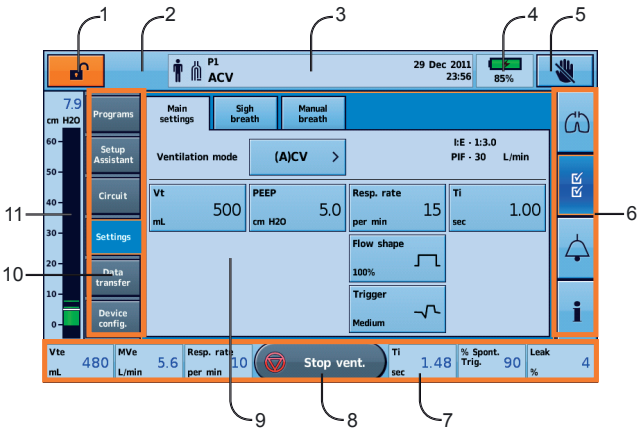 1
2
3
4
5
P1
ACV
29 Dec 2011
23:56
85%
7.9
cm H2O
60
50
40
30
20
10
0
11
10
Programs
Setup
Assistant
Circuit
Settings
Data
transfer
Device
config.
Main
settings
Sigh
breath
Manual
breath
Ventilation mode
(A)CV >
I:E - 1:3.0
PIF - 30 L/min
Vt
500
mL
PEEP
5.0
cm H2O
Resp. rate
15
per min
Ti
1.00
sec
Flow shape
100%
Trigger
Medium
i
6
Vte
480
mL
MVe
5.6
L/min
Resp. rate
10
per min
Stop vent.
Ti
1.48
sec
% Spont.
Trig. 90
Leak
4
%
9
8
7